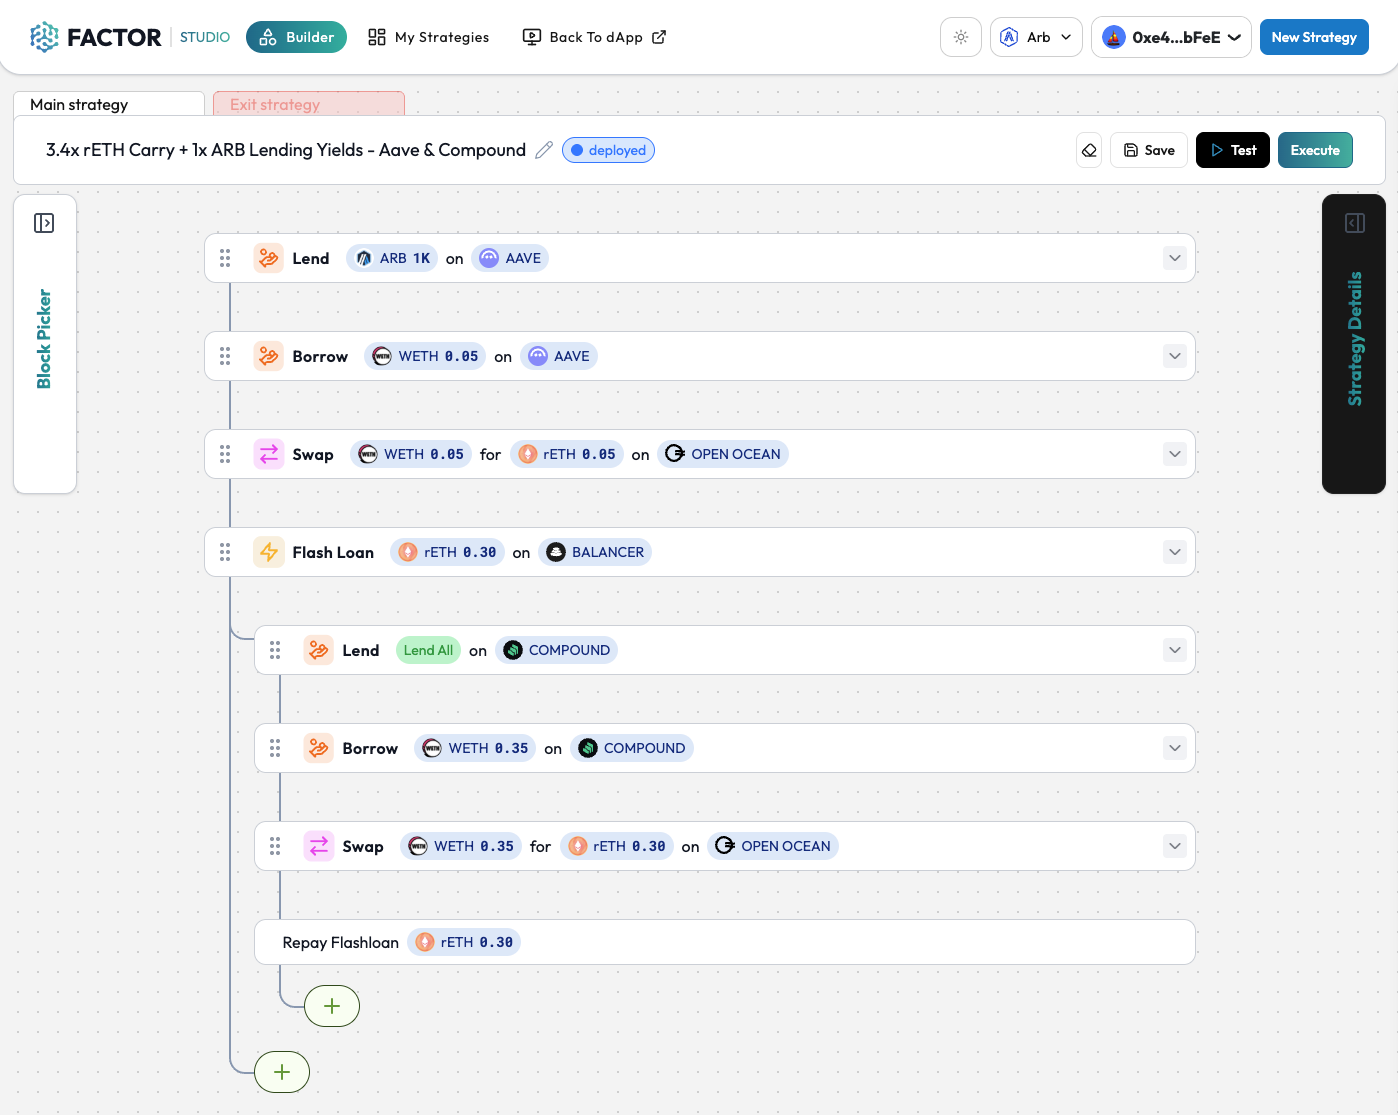 FACTOR STUDIO Builder My Strategies Back To dApp Arb 0xe4...bFeE New Strategy
Main strategy Exit strategy
3.4x rETH Carry + 1x ARB Lending Yields - Aave & Compound deployed Save Test Execute
Block Picker
Strategy Details
Lend ARB 1K on AAVE
Borrow WETH WETH 0.05 on AAVE
Swap WETH WETH 0.05 for rETH 0.05 on OPEN OCEAN
Flash Loan rETH 0.30 on BALANCER
Lend Lend All on COMPOUND
Borrow WETH WETH 0.35 on COMPOUND
Swap WETH WETH 0.35 for rETH 0.30 on OPEN OCEAN
Repay Flashloan rETH 0.30